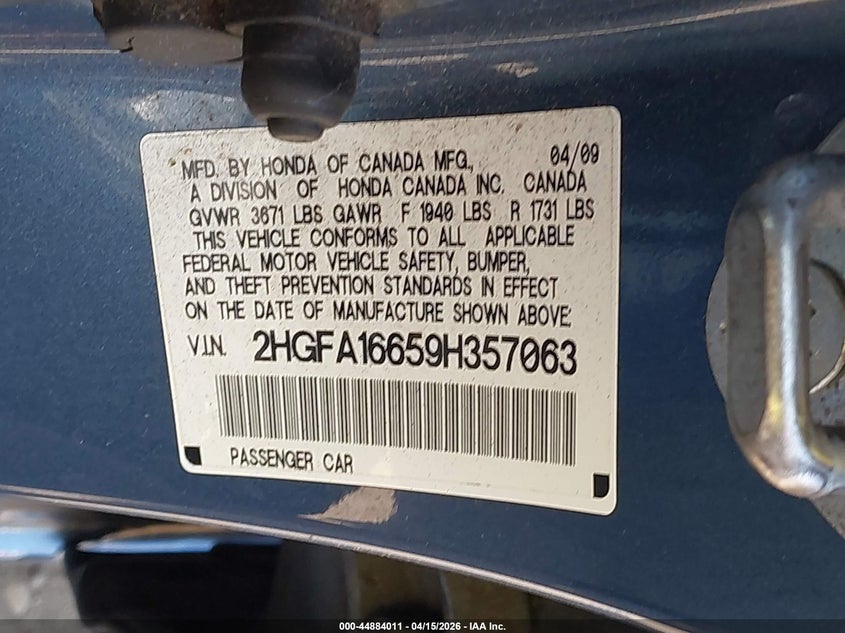 MFD. BY HONDA OF CANADA MFG., 04/09
A DIVISION OF HONDA CANADA INC. CANADA
GVWR 3671 LBS GAWR F 1940 LBS R 1731 LBS
THIS VEHICLE CONFORMS TO ALL APPLICABLE
FEDERAL MOTOR VEHICLE SAFETY, BUMPER,
AND THEFT PREVENTION STANDARDS IN EFFECT
ON THE DATE OF MANUFACTURE SHOWN ABOVE.
V.I.N. 2HGFA16659H357063
PASSENGER CAR
000-44884011 - 04/15/2026 - IAA Inc.